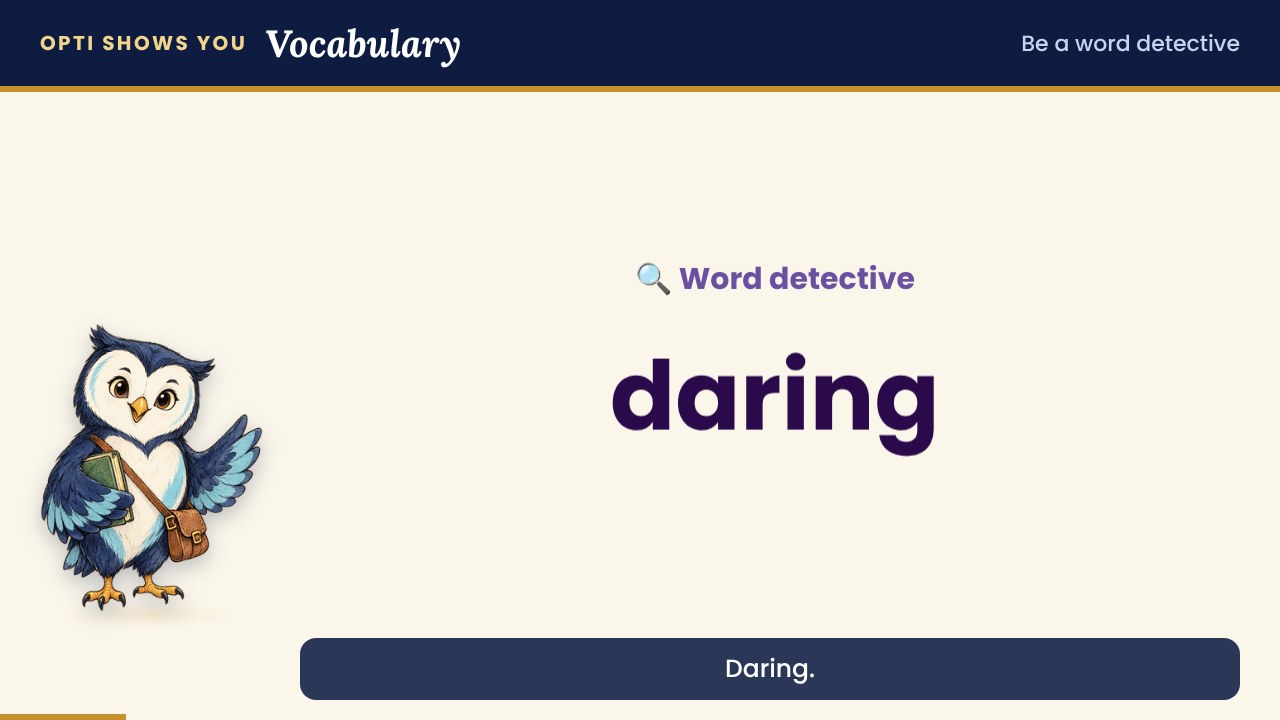 OPTI SHOWS YOU Vocabulary
Be a word detective
Word detective
daring
Daring.